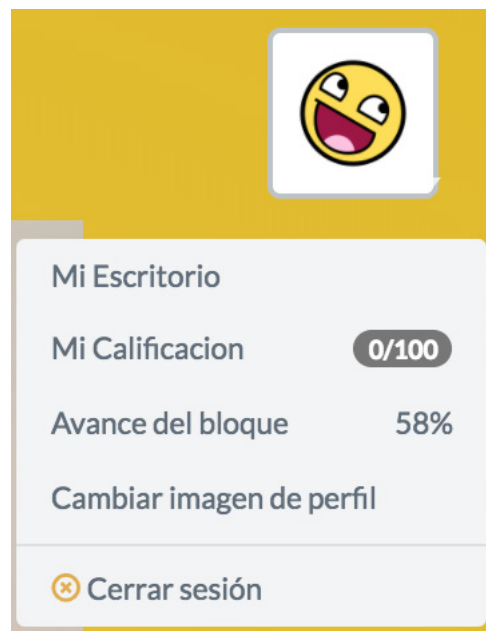 Mi Escritorio
Mi Calificacion 0/100
Avance del bloque 58%
Cambiar imagen de perfil
Cerrar sesión